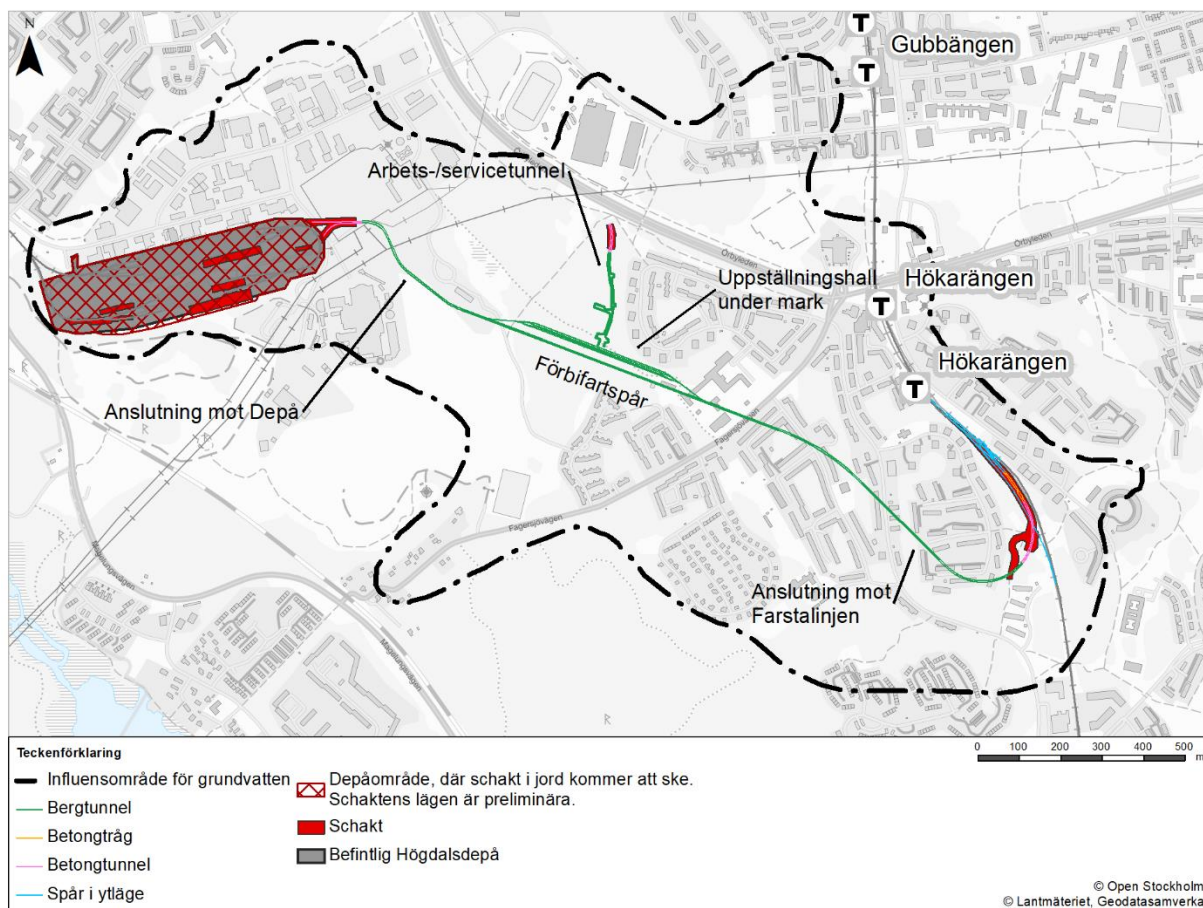 N
Gubbängen
T
T
Arbets-/servicetunnel
Örbyleden
Uppställningshall
under mark
Hökarängen
T
Hökarängen
T
Förbifartspår
Anslutning mot Depå
Fagersjövägen
Fagersjövägen
Magelungsvägen
Magelungsvägen
Anslutning mot
Farstalinjen
R
R
R
Teckenförklaring
Influensområde för grundvatten
Bergtunnel
Betongtråg
Betongtunnel
Spår i ytläge
Depåområde, där schakt i jord kommer att ske.
Schaktens lägen är preliminära.
Schakt
Befintlig Högdalsdepå
0 100 200 300 400 500
m
© Open Stockholm
© Lantmäteriet, Geodatasamverka